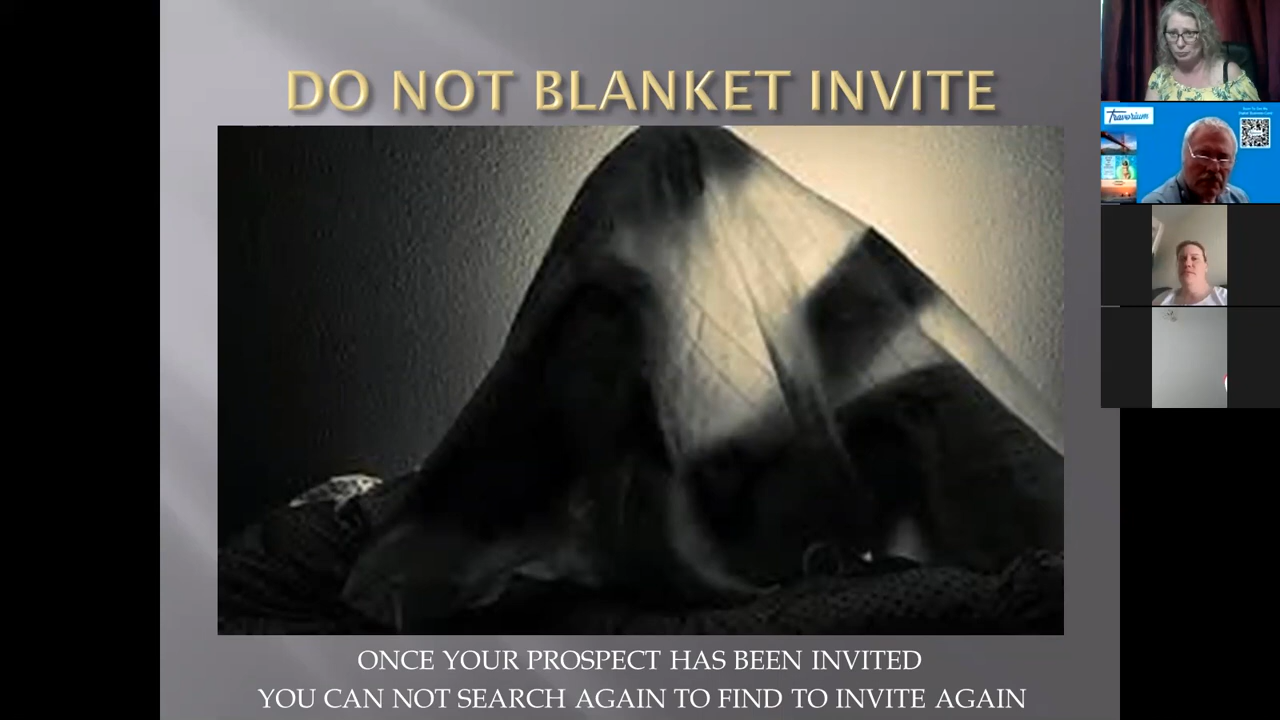 DO NOT BLANKET INVITE
Travorium
ONCE YOUR PROSPECT HAS BEEN INVITED
YOU CAN NOT SEARCH AGAIN TO FIND TO INVITE AGAIN